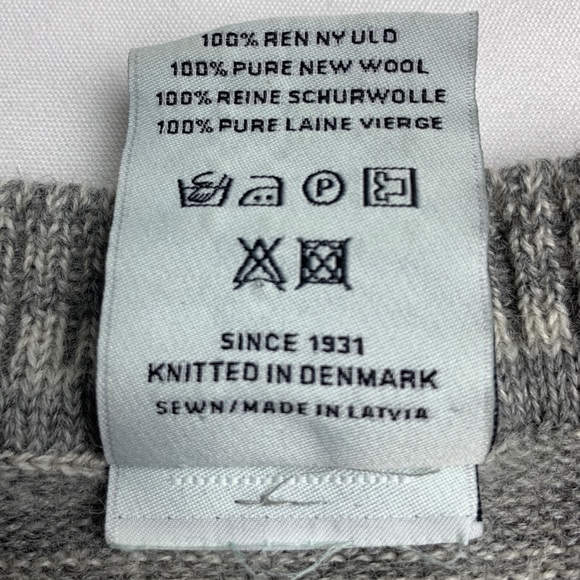 100% REN NY ULD
100% PURE NEW WOOL
100% REINE SCHURWOLLE
100% PURE LAINE VIERGE
P
SINCE 1931
KNITTED IN DENMARK
SEWN/MADE IN LATVIA